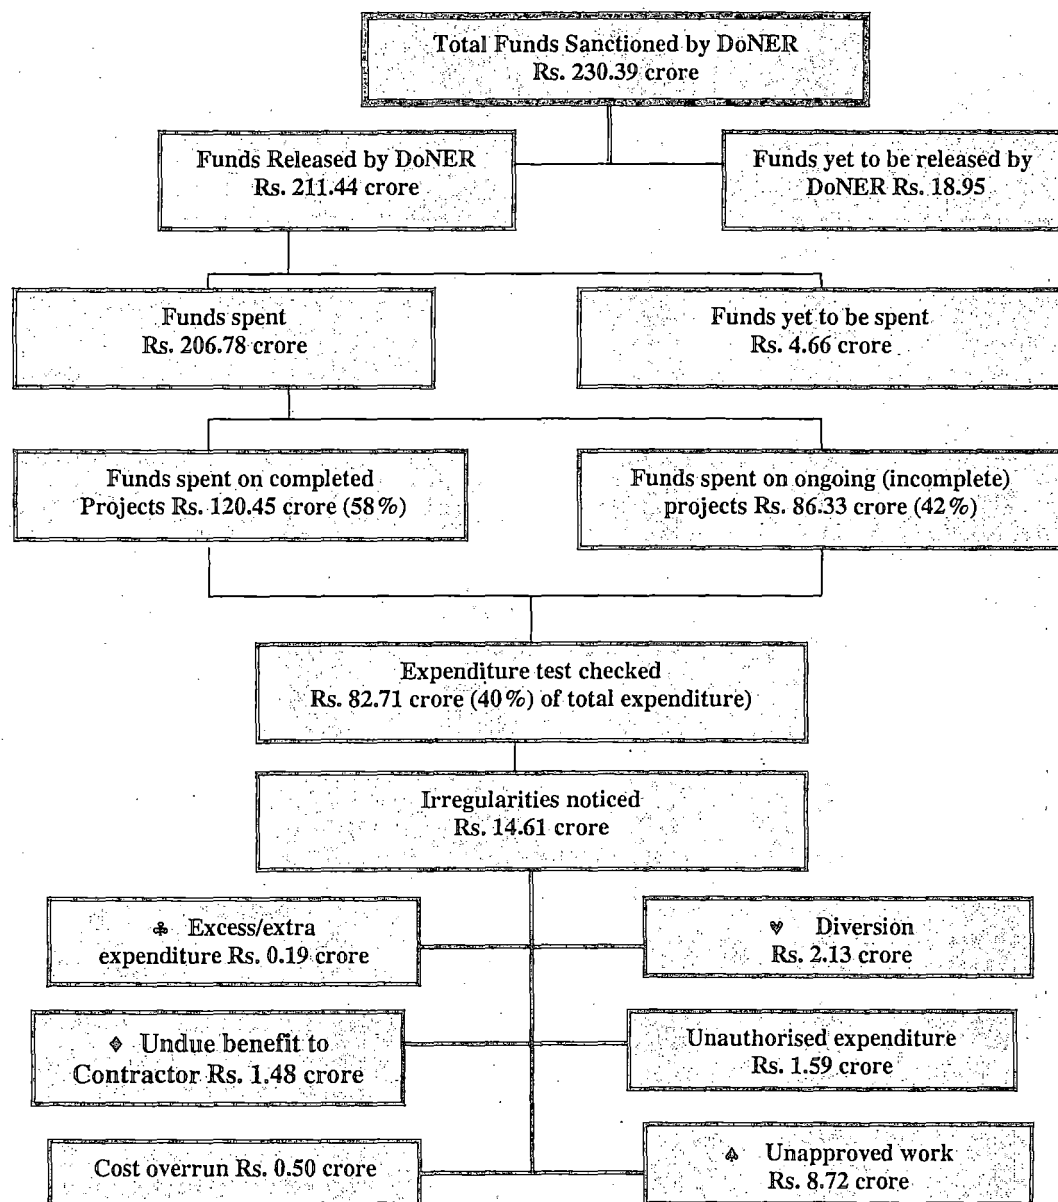 Total Funds Sanctioned by DoNER
Rs. 230.39 crore
Funds Released by DoNER
Rs. 211.44 crore
Funds yet to be released by
DoNER Rs. 18.95
Funds spent
Rs. 206.78 crore
Funds yet to be spent
Rs. 4.66 crore
Funds spent on completed
Projects Rs. 120.45 crore (58%)
Funds spent on ongoing (incomplete)
projects Rs. 86.33 crore (42%)
Expenditure test checked
Rs. 82.71 crore (40%) of total expenditure)
Irregularities noticed
Rs. 14.61 crore
♣ Excess/extra
expenditure Rs. 0.19 crore
♥ Diversion
Rs. 2.13 crore
♦ Undue benefit to
Contractor Rs. 1.48 crore
Unauthorised expenditure
Rs. 1.59 crore
Cost overrun Rs. 0.50 crore
♠ Unapproved work
Rs. 8.72 crore